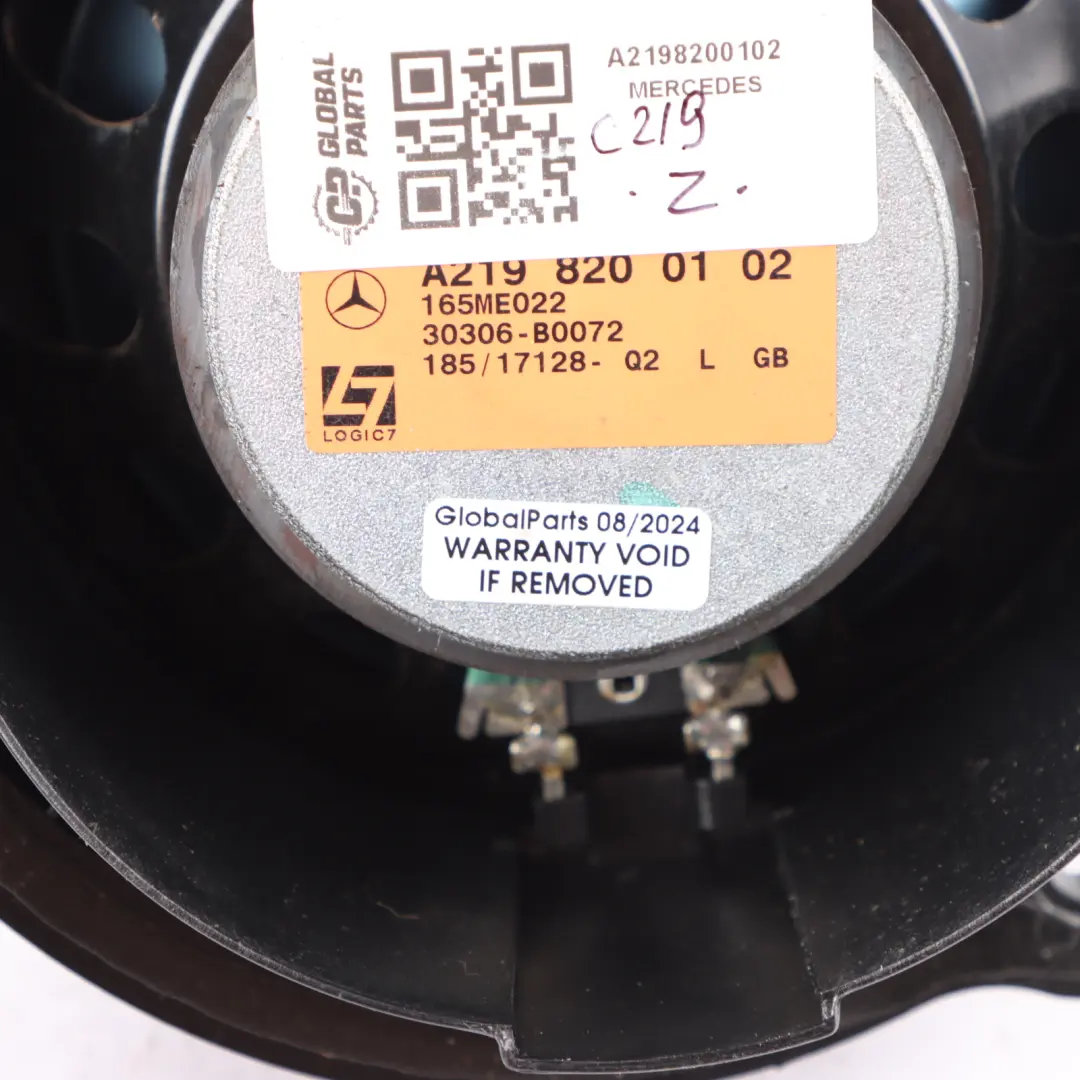 GLOBAL
PARTS
A2198200102
MERCEDES
C219
. Z .
A219 820 01 02
165ME022
30306-B0072
185/17128- Q2 L GB
LOGIC7
GlobalParts 08/2024
WARRANTY VOID
IF REMOVED